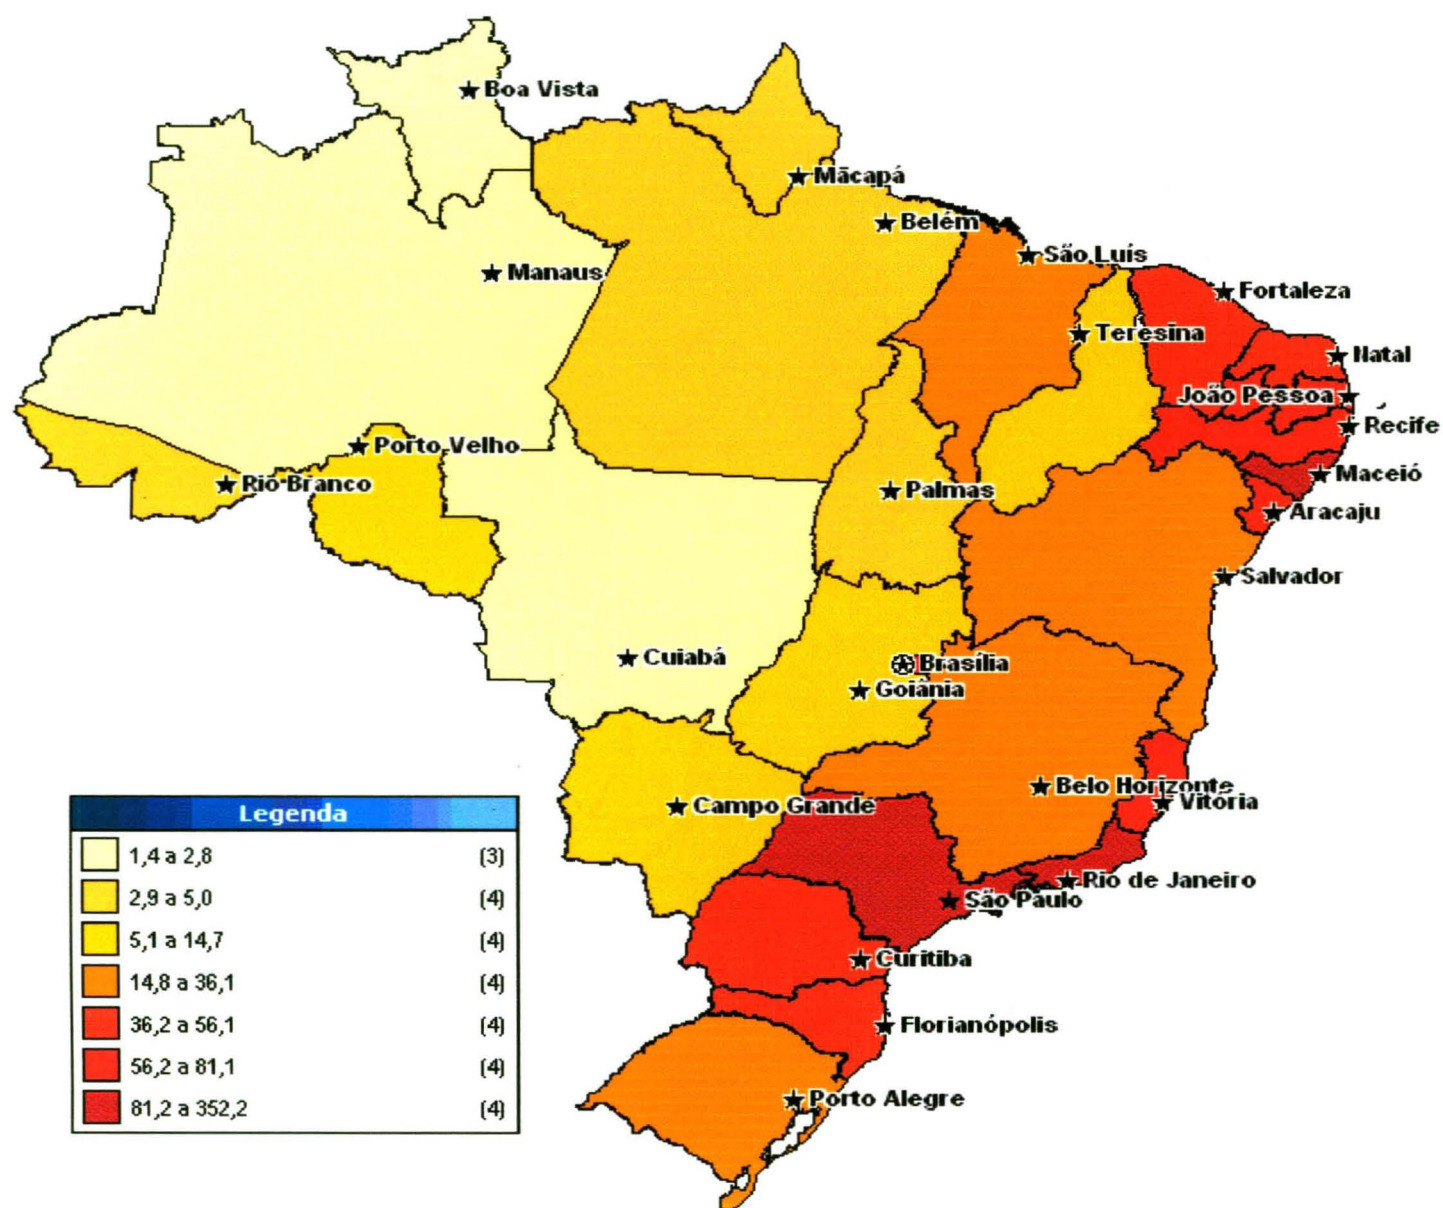 Boa Vista
Mācapá
Belém
São Luís
Manaus
Fortaleza
Teresina
Natal
João Pessoa
Recife
Porto Velho
Rio Branco
Maceió
Palmas
Aracaju
Salvador
Cuiabá
Brasília
Goiânia
Belo Horizonte
Vitória
Campo Grande
Rio de Janeiro
São Paulo
Curitiba
Florianópolis
Porto Alegre
Legenda
1,4 a 2,8 (3)
2,9 a 5,0 (4)
5,1 a 14,7 (4)
14,8 a 36,1 (4)
36,2 a 56,1 (4)
56,2 a 81,1 (4)
81,2 a 352,2 (4)